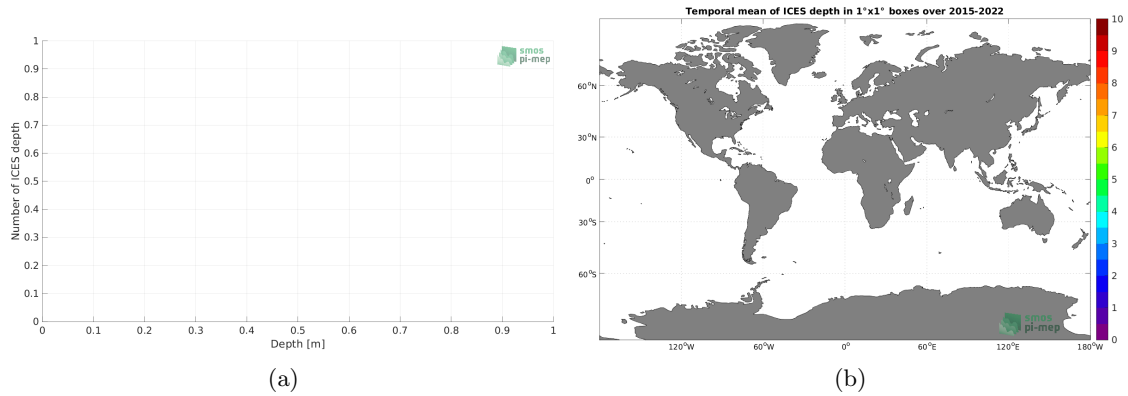 Temporal mean of ICES depth in 1°x1° boxes over 2015-2022
1
0.9
0.8
0.7
0.6
0.5
0.4
0.3
0.2
0.1
0
Number of ICES depth
0 0.1 0.2 0.3 0.4 0.5 0.6 0.7 0.8 0.9 1
Depth [m]
smos
pi-mep
(a)
60°N
30°N
0°
30°S
60°S
120°W 60°W 0° 60°E 120°E 180°W
smos
pi-mep
10
9
8
7
6
5
4
3
2
1
0
(b)